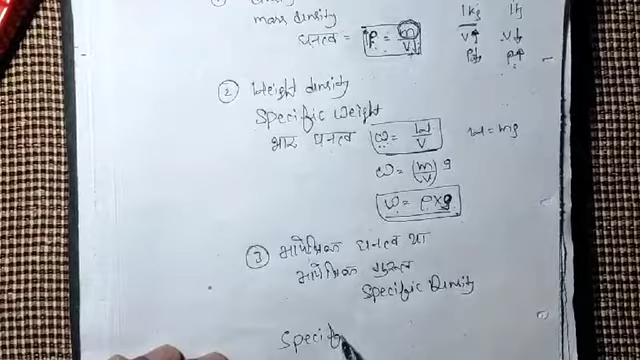 mass density
1kg 1kg
घनत्व = ρ = m/V
V↑ V↓
ρ↓ ρ↑
② Weight density
Specific Weight
भार घनत्व ω = W/V W = mg
ω = (m/V) g
ω = ρ×g
③ आपेक्षिक घनत्व या
आपेक्षिक गुरुत्व
Specific Density
Specif